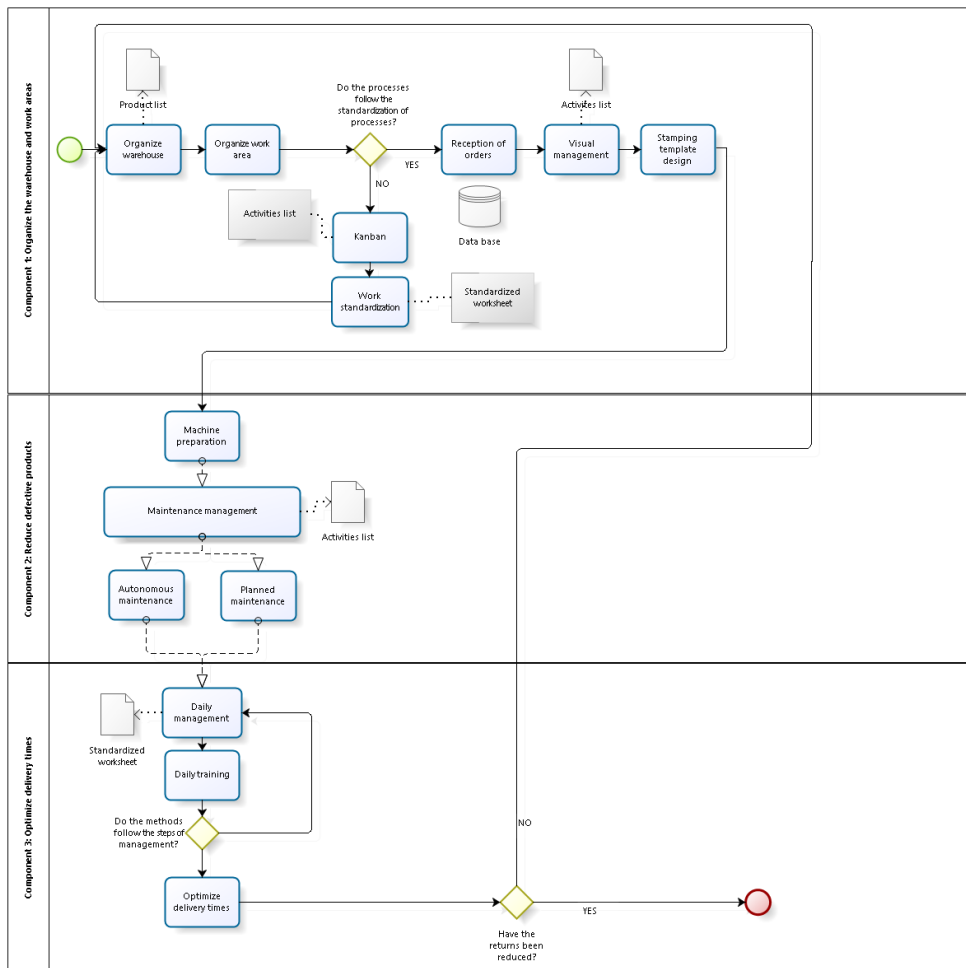 Component 1: Organize the warehouse and work areas
Product list
Do the processes
follow the
standardization of
processes?
Activities list
Organize
warehouse
Organize work
area
YES
Reception of
orders
Visual
management
Stamping
template
design
NO
Activities list
Kanban
Data base
Work
standardization
Standardized
worksheet
Component 2: Reduce defective products
Machine
preparation
Maintenance management
Activities list
Autonomous
maintenance
Planned
maintenance
Component 3: Optimize delivery times
Daily
management
Standardized
worksheet
Daily training
Do the methods
follow the steps of
management?
NO
Optimize
delivery times
YES
Have the
returns been
reduced?